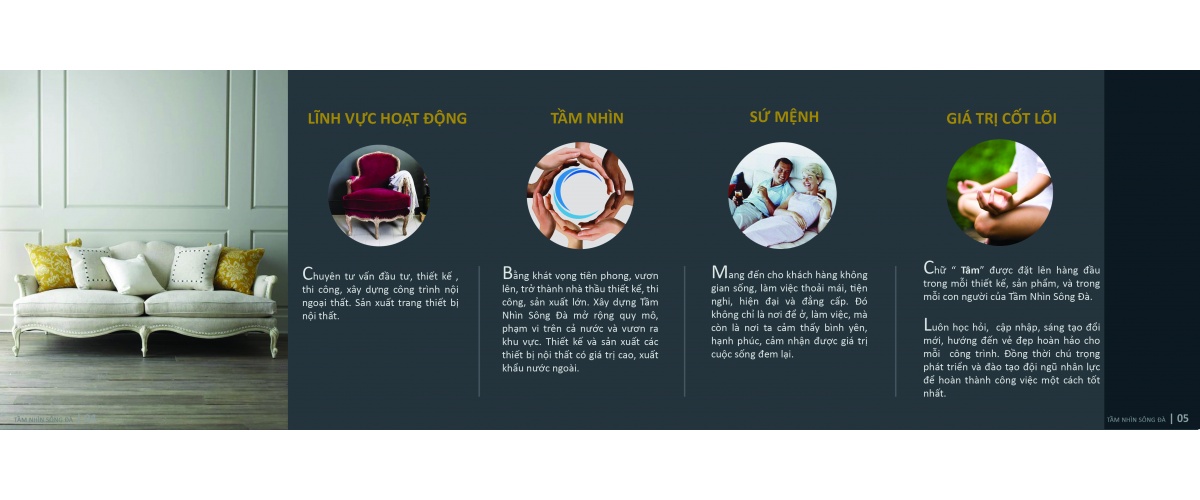 LĨNH VỰC HOẠT ĐỘNG
Chuyên tư vấn đầu tư, thiết kế ,
thi công, xây dựng công trình nội
ngoại thất. Sản xuất trang thiết bị
nội thất.
TẦM NHÌN
Bằng khát vọng tiên phong, vươn
lên, trở thành nhà thầu thiết kế, thi
công, sản xuất lớn. Xây dựng Tầm
Nhìn Sông Đà mở rộng quy mô,
phạm vi trên cả nước và vươn ra
khu vực. Thiết kế và sản xuất các
thiết bị nội thất có giá trị cao, xuất
khẩu nước ngoài.
SỨ MỆNH
Mang đến cho khách hàng không
gian sống, làm việc thoải mái, tiện
nghi, hiện đại và đẳng cấp. Đó
không chỉ là nơi để ở, làm việc, mà
còn là nơi ta cảm thấy bình yên,
hạnh phúc, cảm nhận được giá trị
cuộc sống đem lại.
GIÁ TRỊ CỐT LÕI
Chữ “ Tâm” được đặt lên hàng đầu
trong mỗi thiết kế, sản phẩm, và trong
mỗi con người của Tầm Nhìn Sông Đà.
Luôn học hỏi, cập nhập, sáng tạo đổi
mới, hướng đến vẻ đẹp hoàn hảo cho
mỗi công trình. Đồng thời chú trọng
phát triển và đào tạo đội ngũ nhân lực
để hoàn thành công việc một cách tốt
nhất.
TẦM NHÌN SÔNG ĐÀ
TẦM NHÌN SÔNG ĐÀ | 05